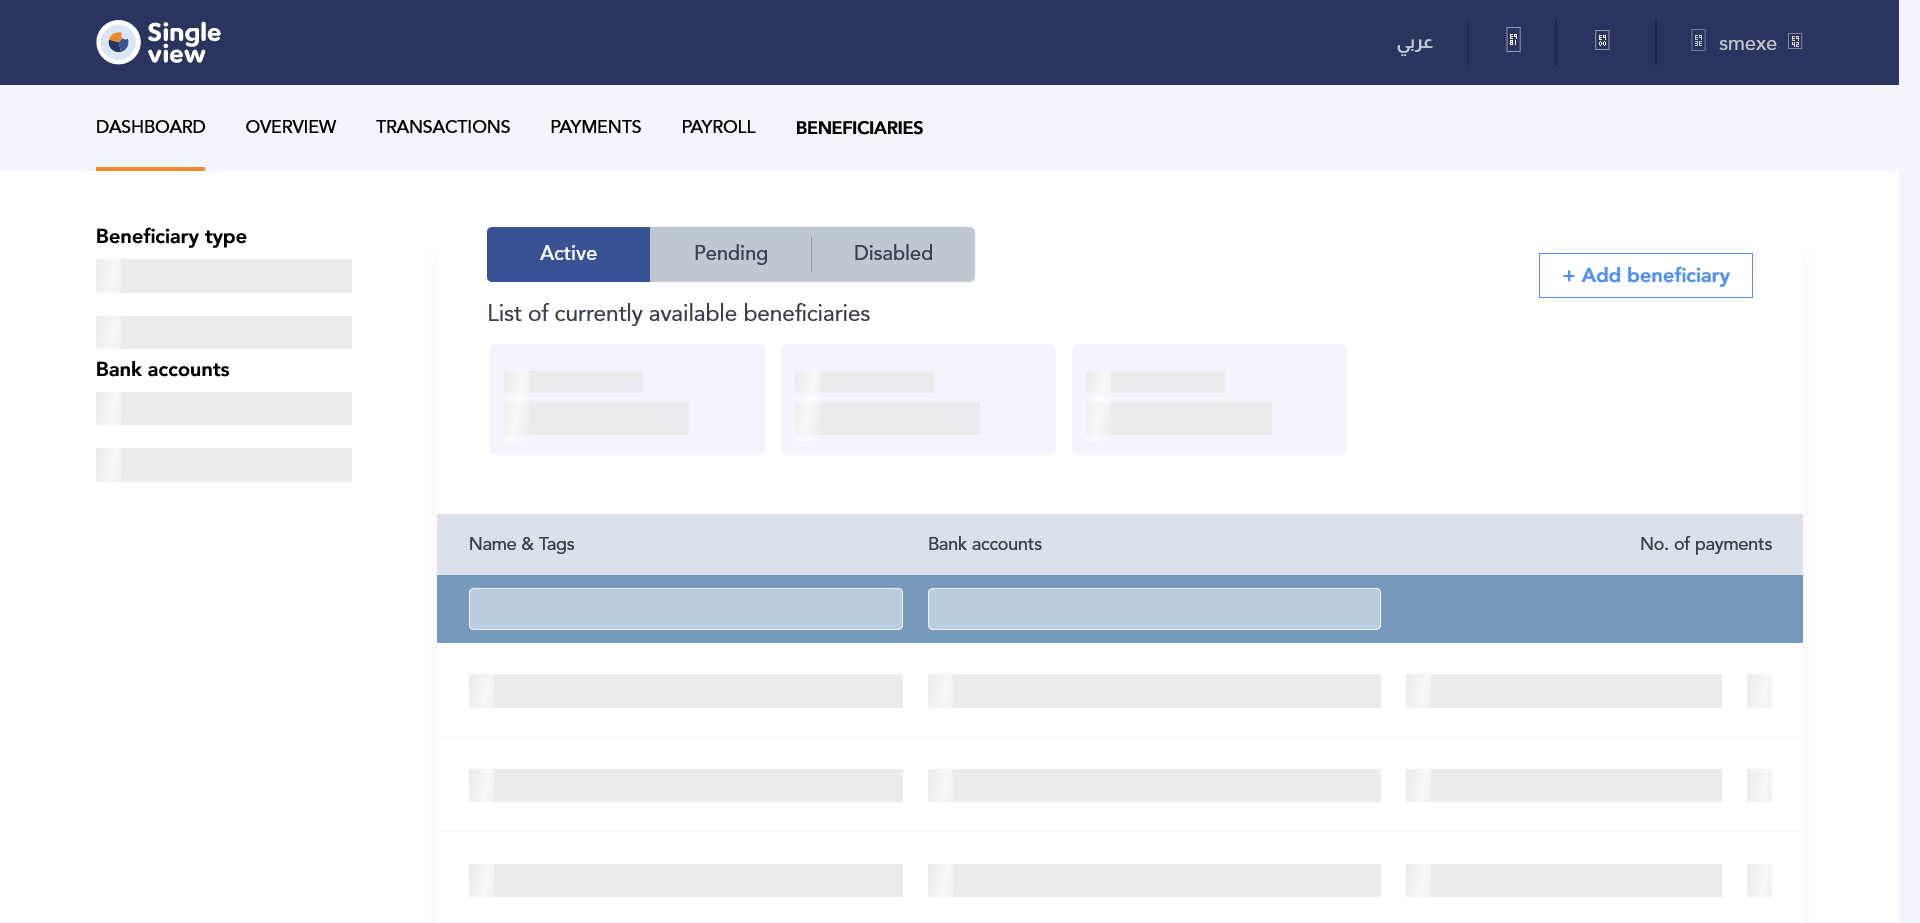 Single
view
عربي
smexe
DASHBOARD OVERVIEW TRANSACTIONS PAYMENTS PAYROLL BENEFICIARIES
Beneficiary type
Bank accounts
Active Pending Disabled
+ Add beneficiary
List of currently available beneficiaries
Name & Tags Bank accounts No. of payments